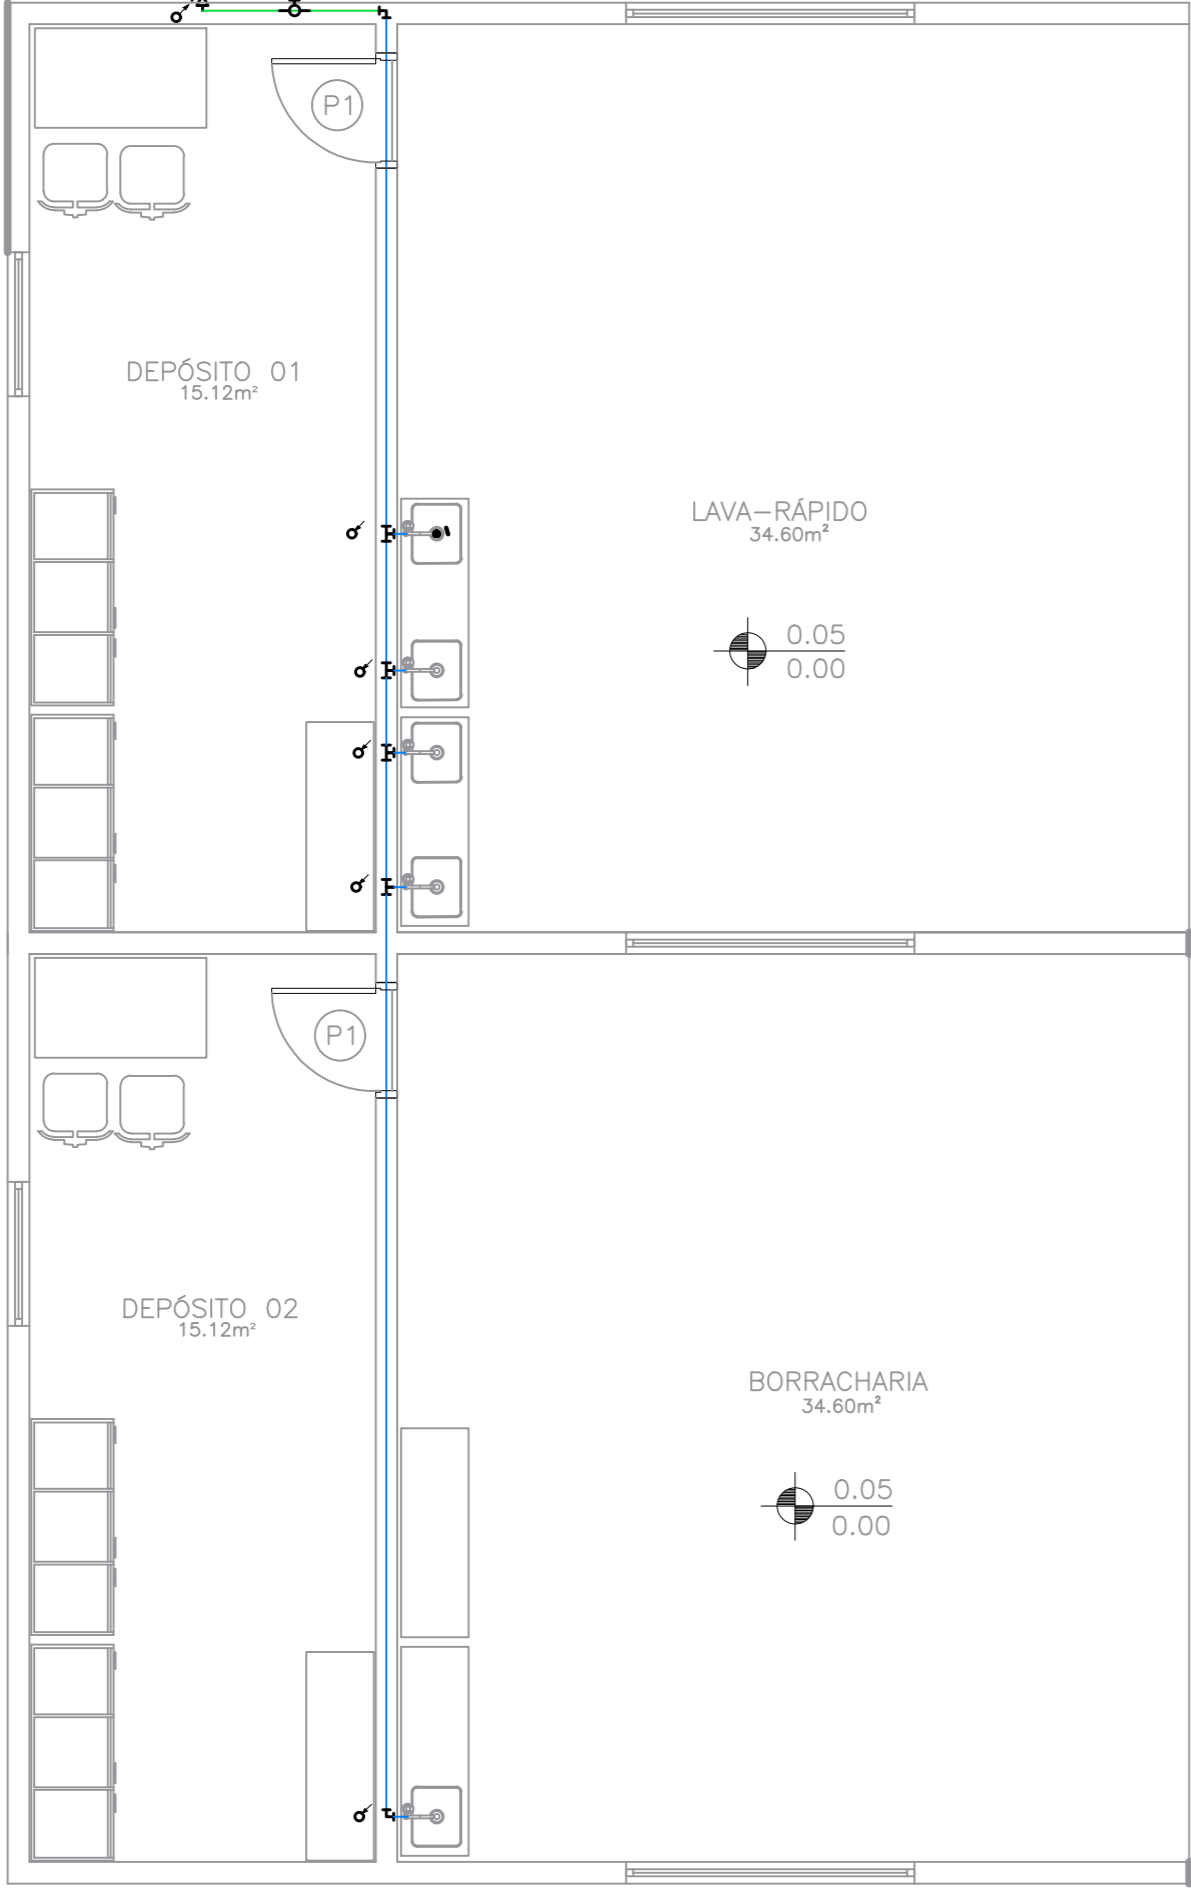 P1
DEPÓSITO 01
15.12m²
LAVA-RÁPIDO
34.60m²
0.05
0.00
P1
DEPÓSITO 02
15.12m²
BORRACHARIA
34.60m²
0.05
0.00